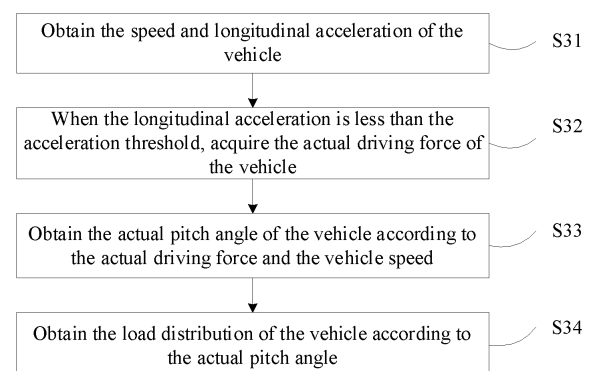 Obtain the speed and longitudinal acceleration of the
vehicle
S31
When the longitudinal acceleration is less than the
acceleration threshold, acquire the actual driving force of
the vehicle
S32
Obtain the actual pitch angle of the vehicle according to
the actual driving force and the vehicle speed
S33
Obtain the load distribution of the vehicle according to
the actual pitch angle
S34